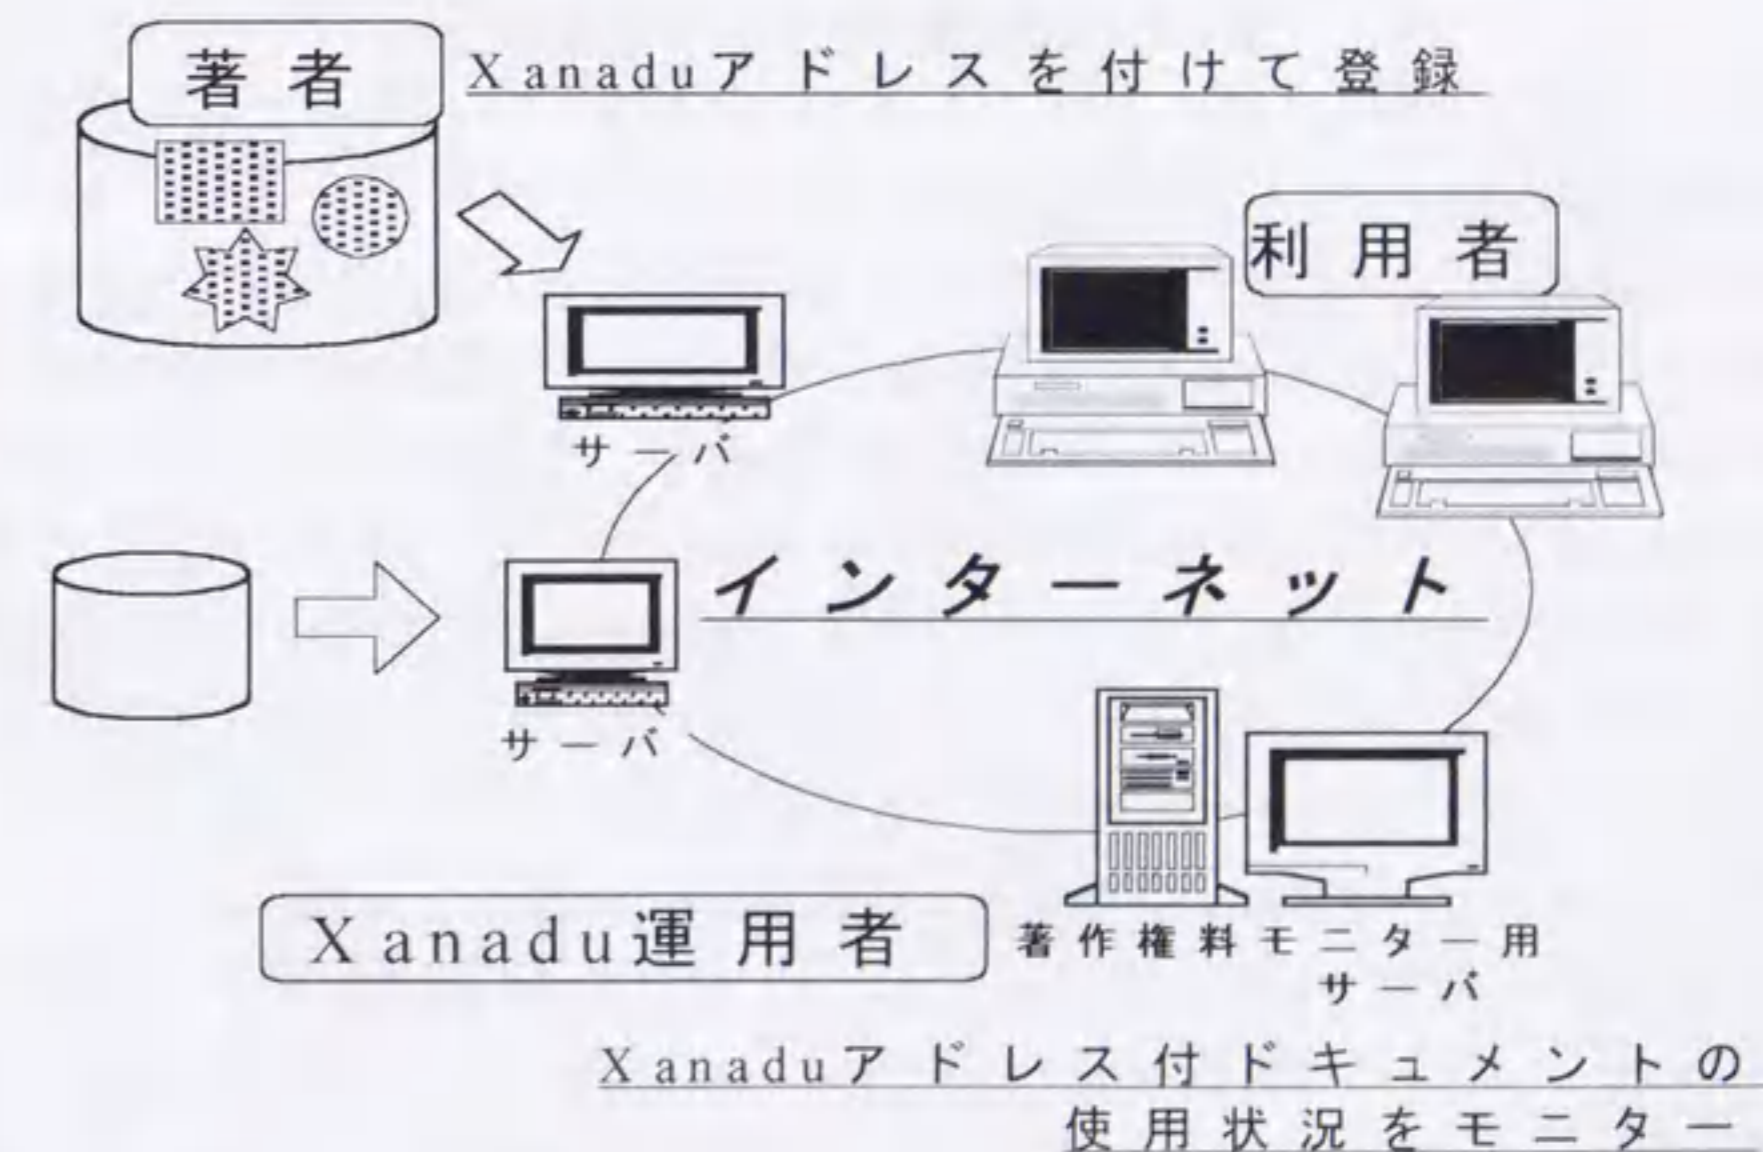 著者
Xanaduアドレスを付けて登録
利用者
サーバ
インターネット
サーバ
Xanadu運用者
著作権料モニター用
サーバ
Xanaduアドレス付ドキュメントの
使用状況をモニター